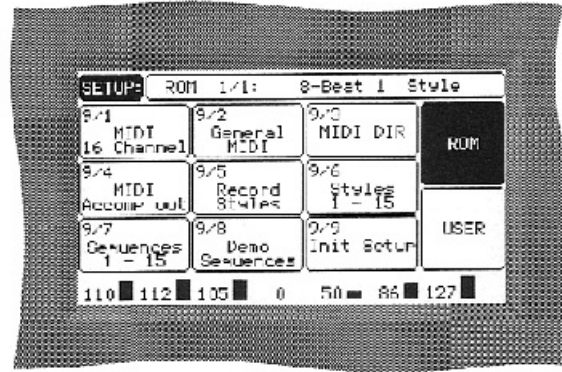 SETUP: ROM 1/1: 8-Beat 1 Style
9/1 MIDI 16 Channel
9/2 General MIDI
9/3 MIDI DIR
ROM
9/4 MIDI Accomp out
9/5 Record Styles
9/6 Styles 1 - 15
9/7 Sequences 1 - 15
9/8 Demo Sequences
9/9 Init Setup
USER
110 112 105 0 50 86 127